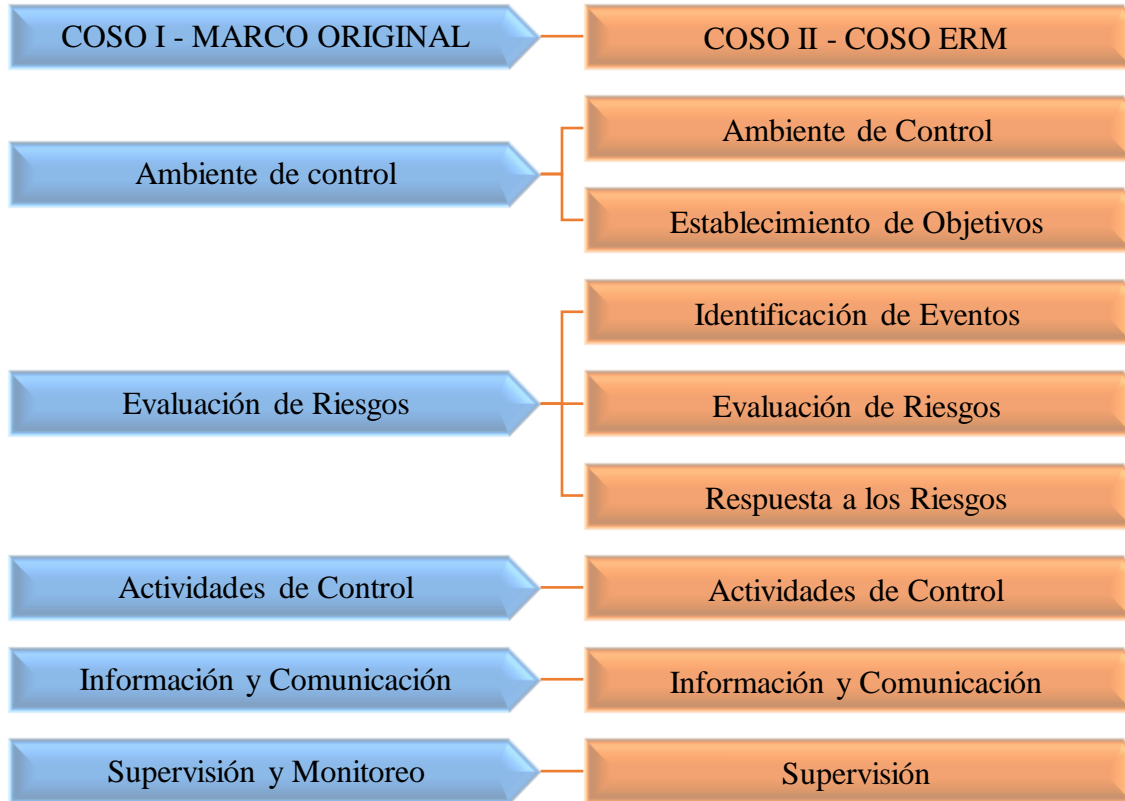 COSO I - MARCO ORIGINAL
COSO II - COSO ERM
Ambiente de control
Ambiente de Control
Establecimiento de Objetivos
Evaluación de Riesgos
Identificación de Eventos
Evaluación de Riesgos
Respuesta a los Riesgos
Actividades de Control
Actividades de Control
Información y Comunicación
Información y Comunicación
Supervisión y Monitoreo
Supervisión